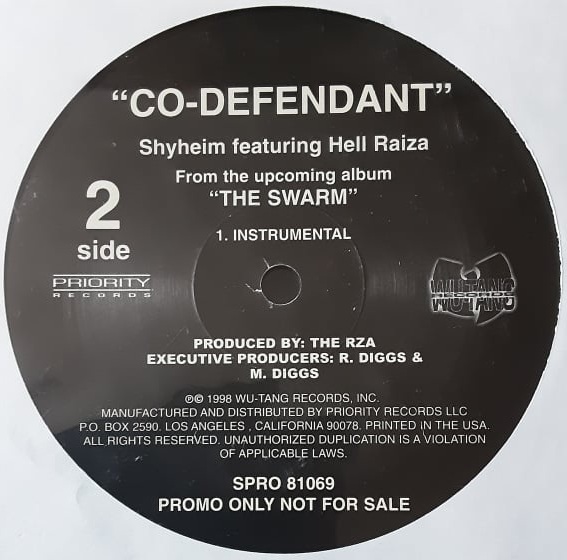 “CO-DEFENDANT”
Shyheim featuring Hell Raiza
From the upcoming album
“THE SWARM”
2
side
1. INSTRUMENTAL
PRIORITY
RECORDS
WU-TANG
RECORDS
WU-TANG
PRODUCED BY: THE RZA
EXECUTIVE PRODUCERS: R. DIGGS &
M. DIGGS
℗© 1998 WU-TANG RECORDS, INC.
MANUFACTURED AND DISTRIBUTED BY PRIORITY RECORDS LLC
P.O. BOX 2590. LOS ANGELES , CALIFORNIA 90078. PRINTED IN THE USA.
ALL RIGHTS RESERVED. UNAUTHORIZED DUPLICATION IS A VIOLATION
OF APPLICABLE LAWS.
SPRO 81069
PROMO ONLY NOT FOR SALE